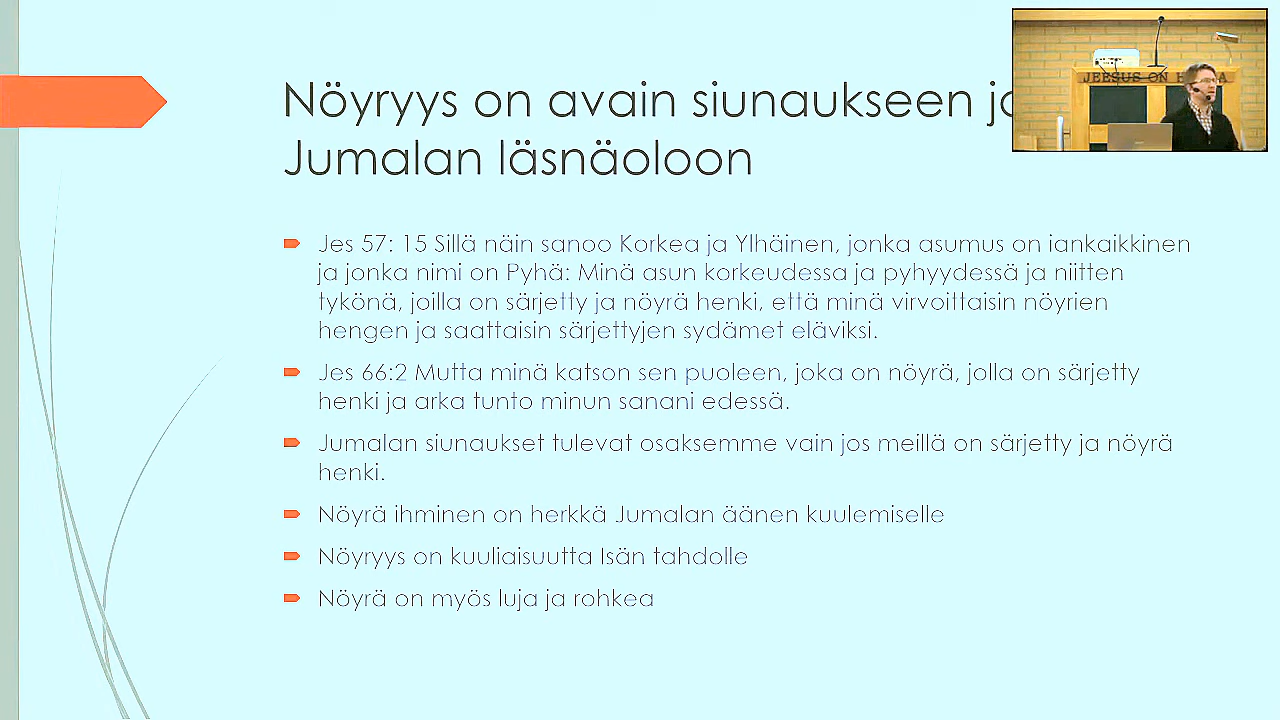 Nöyryys on avain siunaukseen
Jumalan läsnäoloon
JEESUS ON
Jes 57: 15 Sillä näin sanoo Korkea ja Ylhäinen, jonka asumus on iankaikkinen
ja jonka nimi on Pyhä: Minä asun korkeudessa ja pyhyydessä ja niitten
tykönä, joilla on särjetty ja nöyrä henki, että minä virvoittaisin nöyrien
hengen ja saattaisin särjettyjen sydämet eläviksi.
Jes 66:2 Mutta minä katson sen puoleen, joka on nöyrä, jolla on särjetty
henki ja arka tunto minun sanani edessä.
Jumalan siunaukset tulevat osaksemme vain jos meillä on särjetty ja nöyrä
henki.
Nöyrä ihminen on herkkä Jumalan äänen kuulemiselle
Nöyryys on kuuliaisuutta Isän tahdolle
Nöyrä on myös luja ja rohkea